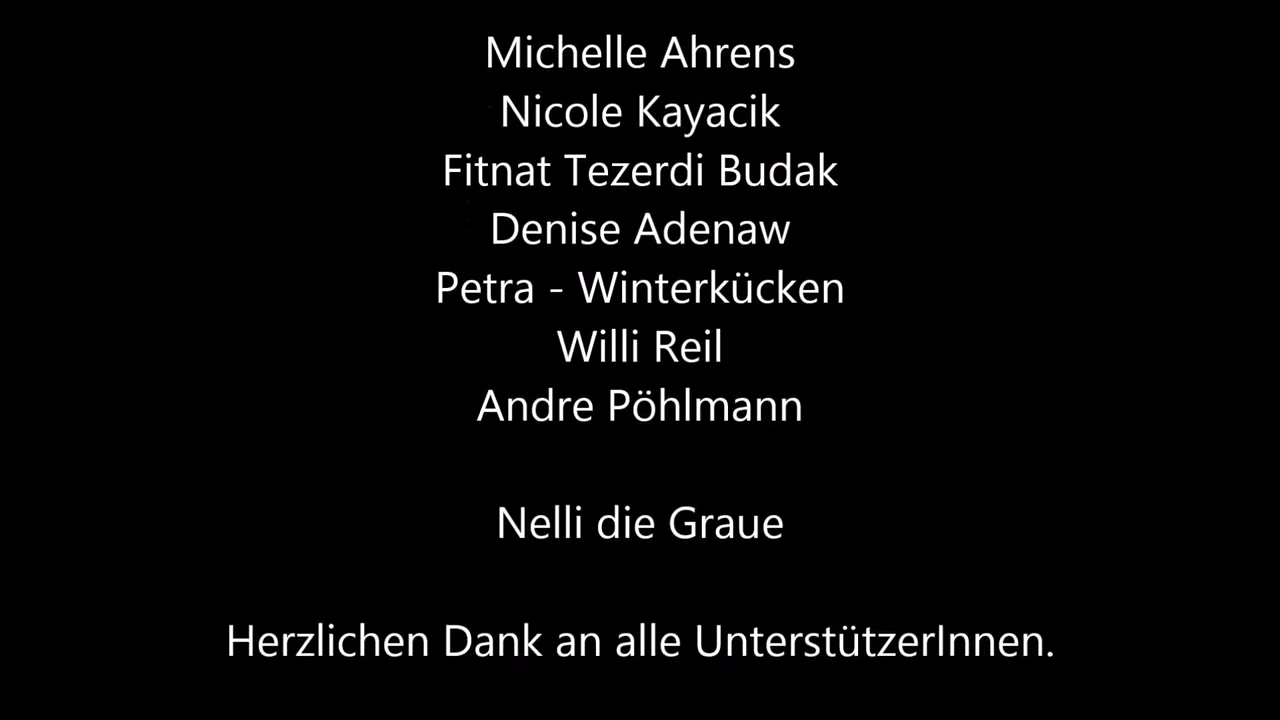 Michelle Ahrens
Nicole Kayacik
Fitnat Tezerdi Budak
Denise Adenaw
Petra - Winterkücken
Willi Reil
Andre Pöhlmann
Nelli die Graue
Herzlichen Dank an alle UnterstützerInnen.